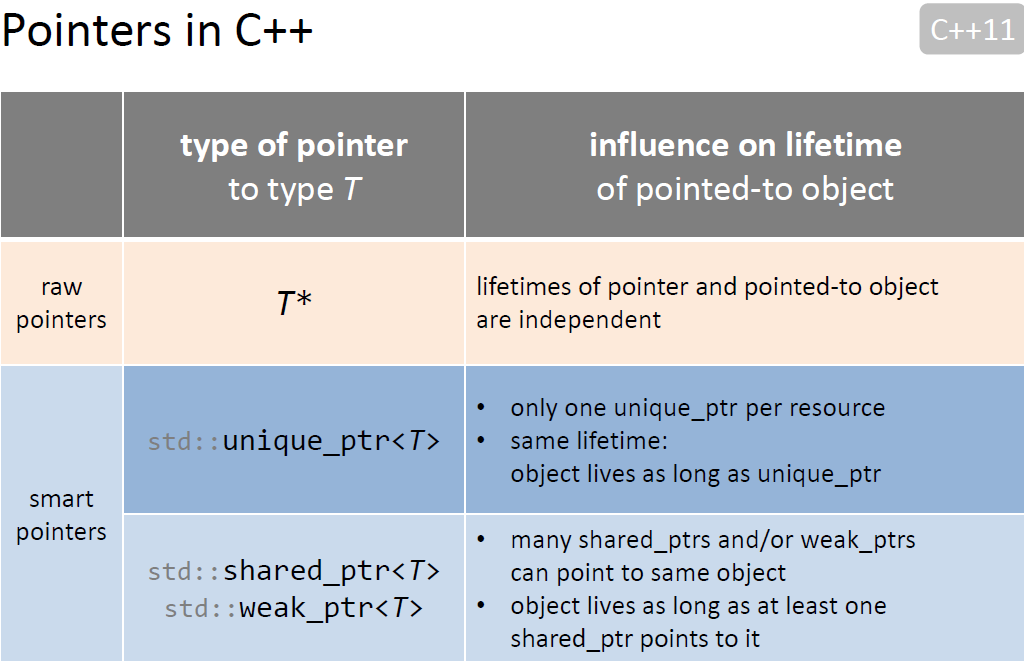 Pointers in C++
C++11
type of pointer
to type T
influence on lifetime
of pointed-to object
raw
pointers
T*
lifetimes of pointer and pointed-to object
are independent
smart
pointers
std::unique_ptr<T>
• only one unique_ptr per resource
• same lifetime:
object lives as long as unique_ptr
std::shared_ptr<T>
std::weak_ptr<T>
• many shared_ptrs and/or weak_ptrs
can point to same object
• object lives as long as at least one
shared_ptr points to it